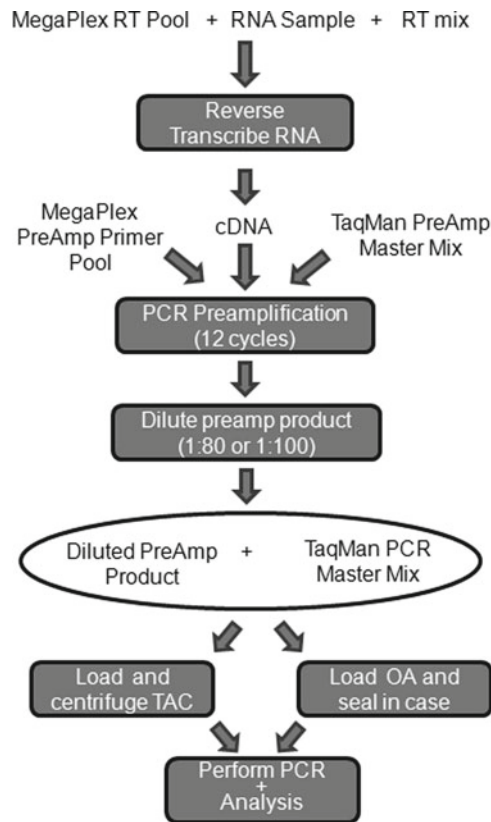 MegaPlex RT Pool + RNA Sample + RT mix
Reverse
Transcribe RNA
MegaPlex
PreAmp Primer
Pool
cDNA
TaqMan PreAmp
Master Mix
PCR Preamplification
(12 cycles)
Dilute preamp product
(1:80 or 1:100)
Diluted PreAmp
Product
+
TaqMan PCR
Master Mix
Load and
centrifuge TAC
Load OA and
seal in case
Perform PCR
+
Analysis